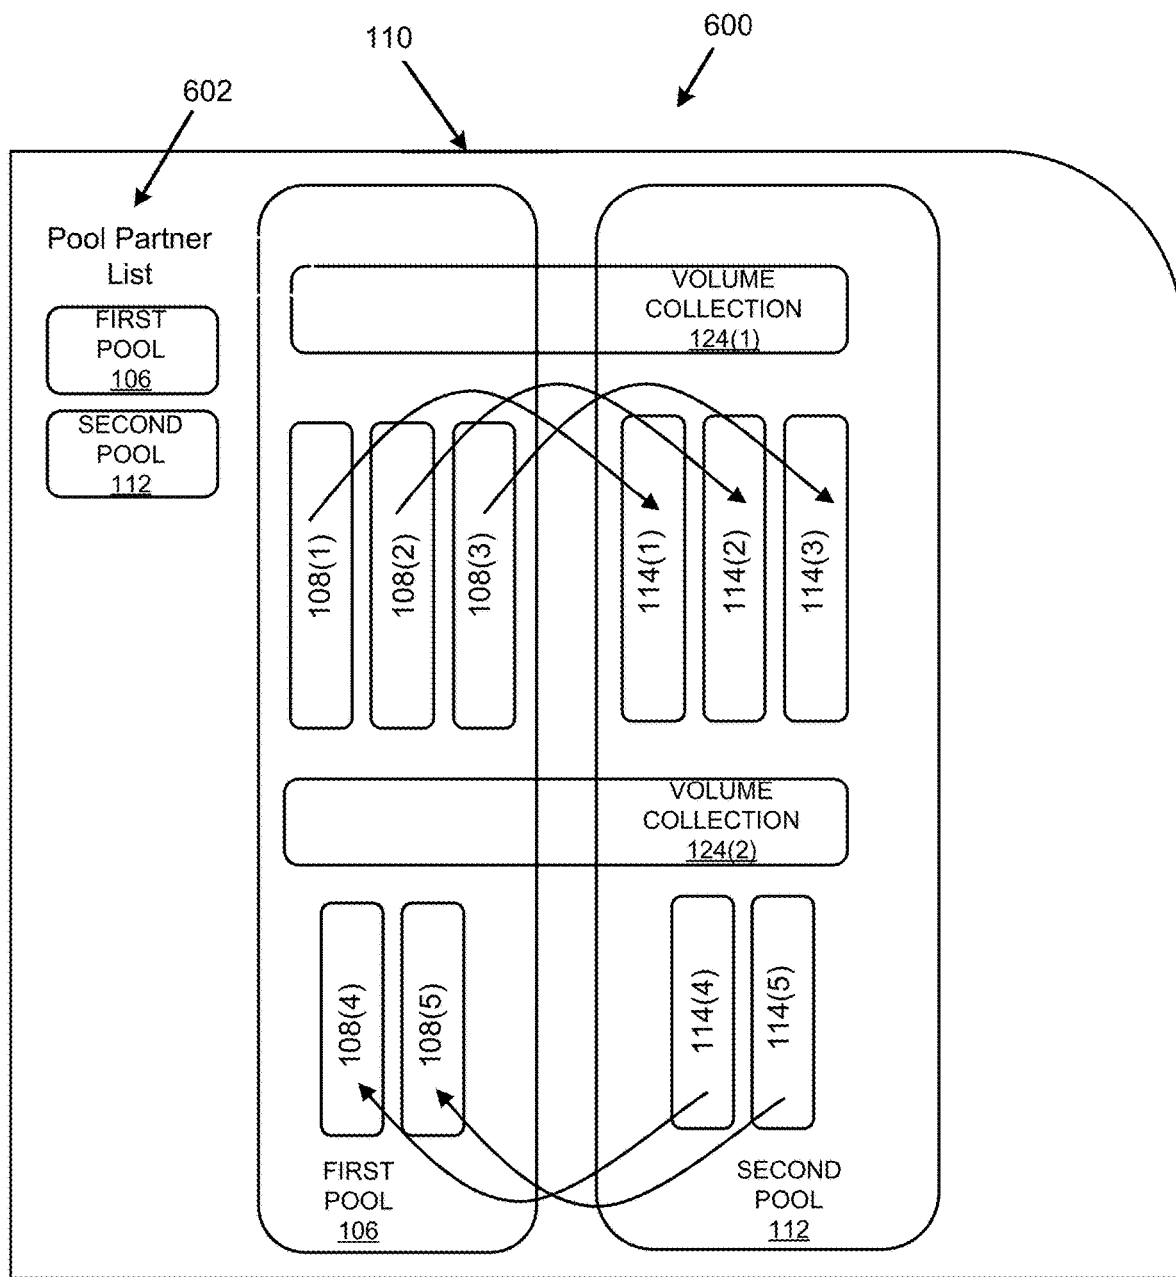 110
600
602
Pool Partner
List
FIRST
POOL
106
SECOND
POOL
112
VOLUME
COLLECTION
124(1)
108(1)
108(2)
108(3)
114(1)
114(2)
114(3)
VOLUME
COLLECTION
124(2)
108(4)
108(5)
114(4)
114(5)
FIRST
POOL
106
SECOND
POOL
112